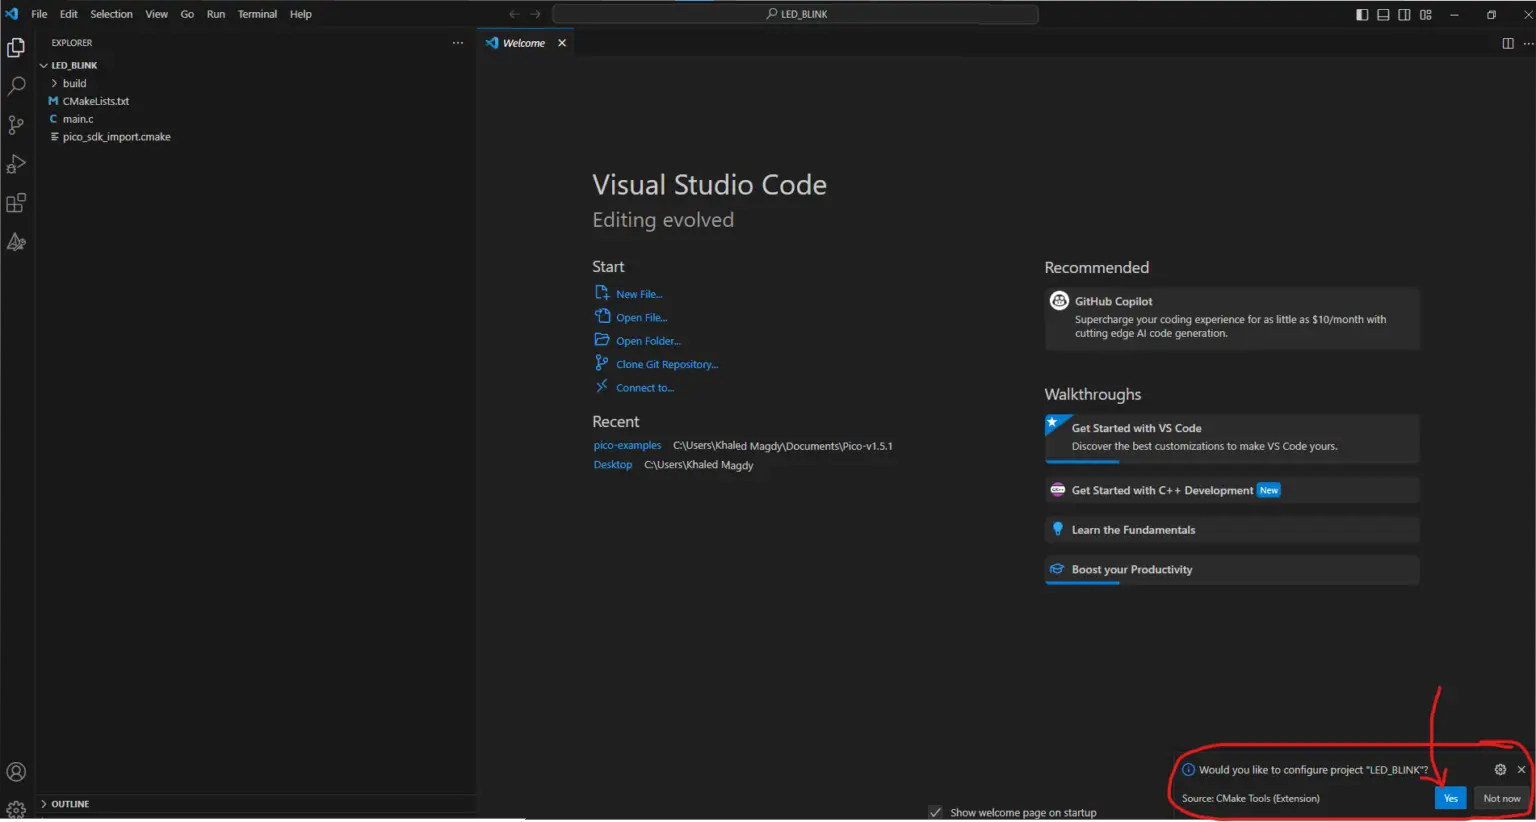 File Edit Selection View Go Run Terminal Help
LED_BLINK
EXPLORER
Welcome
LED_BLINK
build
M CMakeLists.txt
C main.c
pico_sdk_import.cmake
Visual Studio Code
Editing evolved
Start
New File...
Open File...
Open Folder...
Clone Git Repository...
Connect to...
Recent
pico-examples C:\Users\Khaled Magdy\Documents\Pico-v1.5.1
Desktop C:\Users\Khaled Magdy
Recommended
GitHub Copilot
Supercharge your coding experience for as little as $10/month with
cutting edge AI code generation.
Walkthroughs
Get Started with VS Code
Discover the best customizations to make VS Code yours.
Get Started with C++ Development New
Learn the Fundamentals
Boost your Productivity
Would you like to configure project "LED_BLINK"?
Source: CMake Tools (Extension) Yes Not now
OUTLINE
Show welcome page on startup